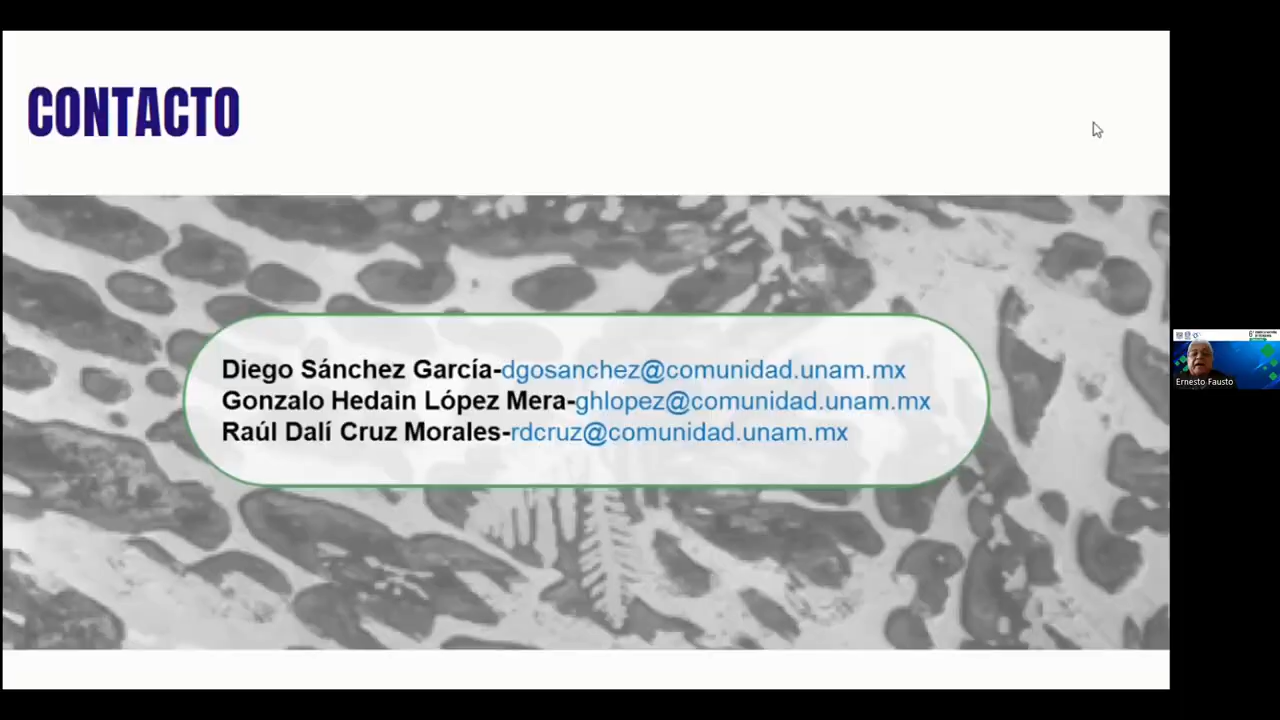 CONTACTO
Diego Sánchez García-dgosanchez@comunidad.unam.mx
Gonzalo Hedain López Mera-ghlopez@comunidad.unam.mx
Raúl Dalí Cruz Morales-rdcruz@comunidad.unam.mx
Ernesto Fausto